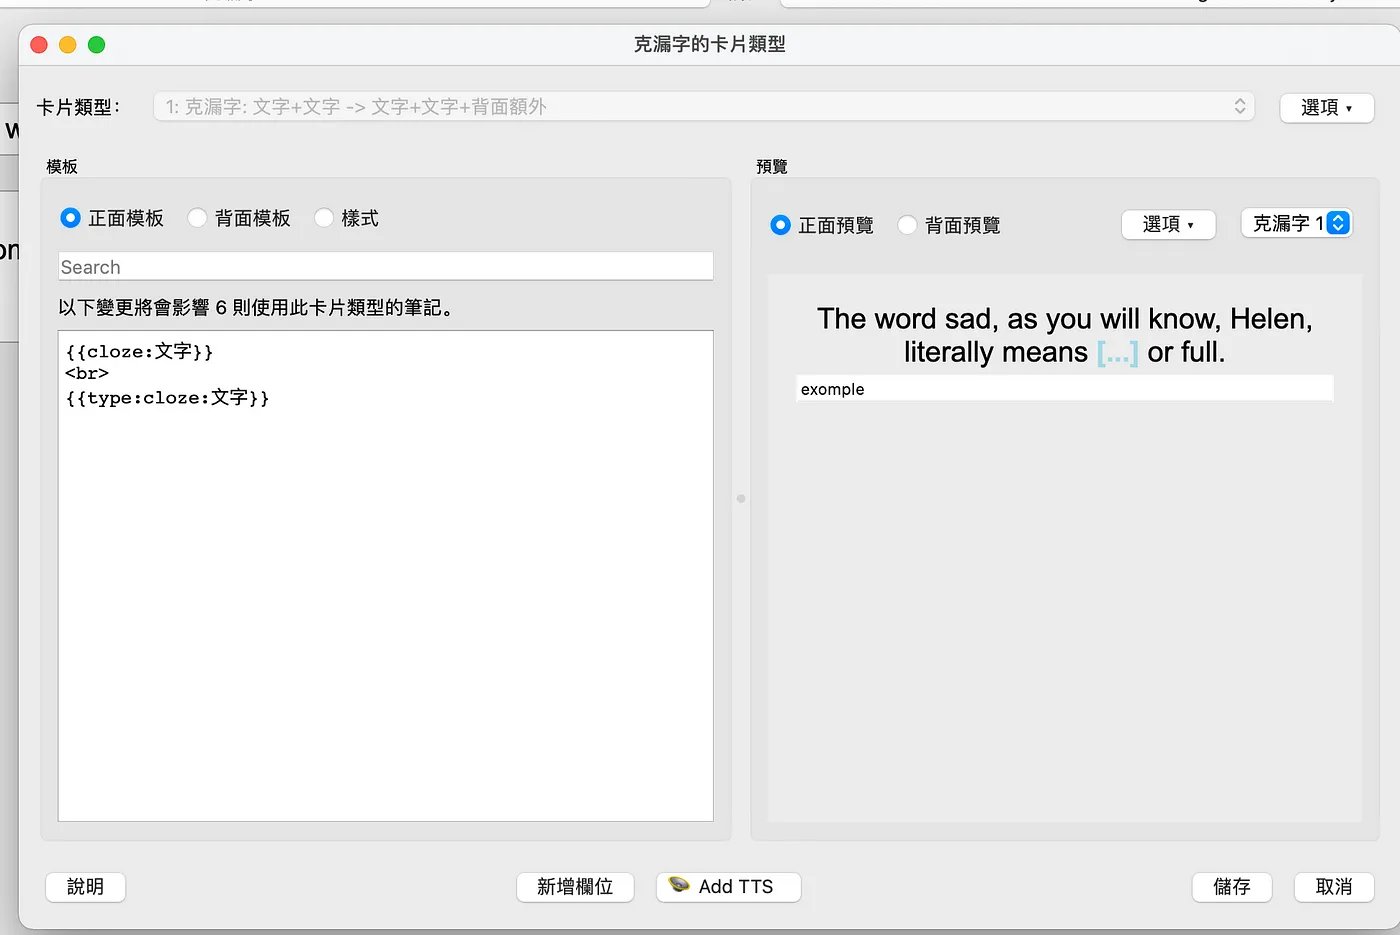 克漏字的卡片類型
卡片類型：
1: 克漏字: 文字+文字 -> 文字+文字+背面額外
選項 ▾
模板
正面模板
背面模板
樣式
Search
以下變更將會影響 6 則使用此卡片類型的筆記。
{{cloze:文字}}
<br>
{{type:cloze:文字}}
預覽
正面預覽
背面預覽
選項 ▾
克漏字 1
The word sad, as you will know, Helen,
literally means [...] or full.
exomple
說明
新增欄位
Add TTS
儲存
取消